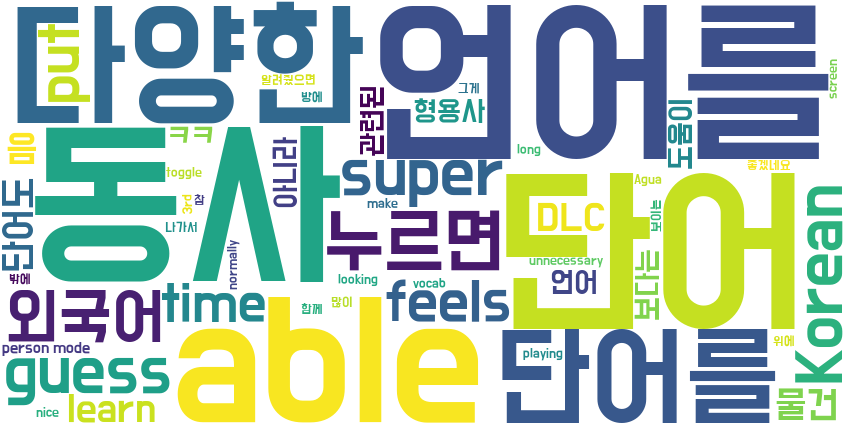 다양한
언어를
put
알려줬으면
밖에
그게
screen
형용사
관련된
도움이
ㅋㅋ
음
동사
아니라
super
long
좋겠네요
toggle
make
3rd
참
단어도
나가서
누르면
DLC
단어
Agua
보이는
보다는
unnecessary
언어
Korean
밖에
normally
looking
vocab
외국어
time
함께
많이
feels
person mode
able
단어를
playing
위에
guess
learn
nice
물건